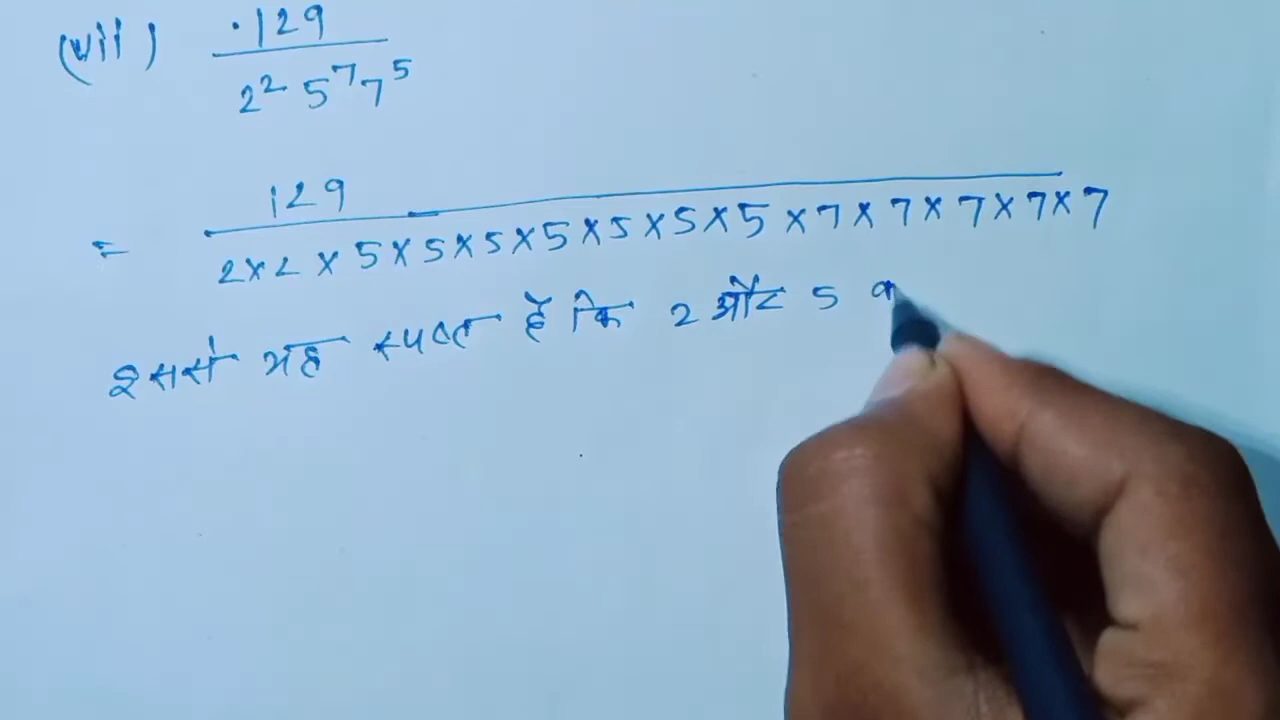 (vii) .129
2² 5⁷ 7⁵
129
= 2×2 × 5×5×5×5×5×5×5 ×7×7×7×7×7
इससे यह स्पष्ट है कि 2 और 5